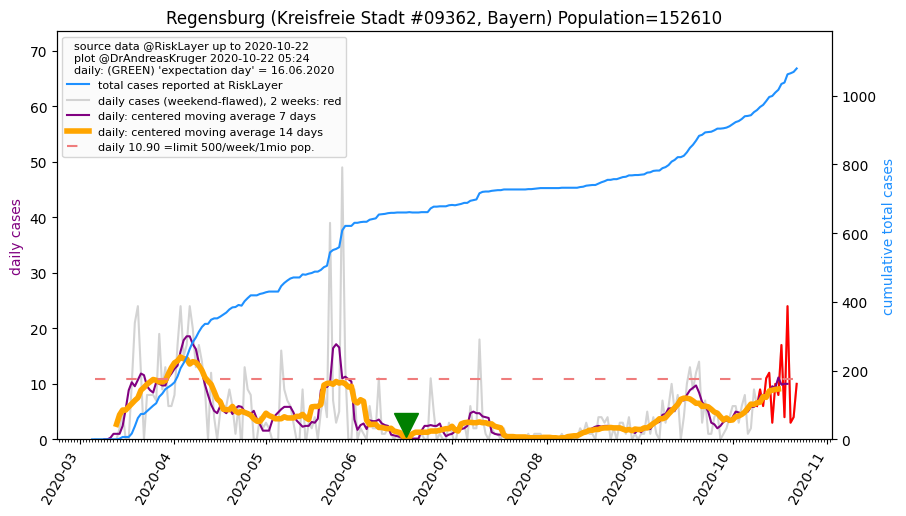 Regensburg (Kreisfreie Stadt #09362, Bayern) Population=152610
source data @RiskLayer up to 2020-10-22
plot @DrAndreasKruger 2020-10-22 05:24
daily: (GREEN) 'expectation day' = 16.06.2020
total cases reported at RiskLayer
daily cases (weekend-flawed), 2 weeks: red
daily: centered moving average 7 days
daily: centered moving average 14 days
daily 10.90 =limit 500/week/1mio pop.
daily cases
70
60
50
40
30
20
10
0
cumulative total cases
1000
800
600
400
200
0
2020-03
2020-04
2020-05
2020-06
2020-07
2020-08
2020-09
2020-10
2020-11